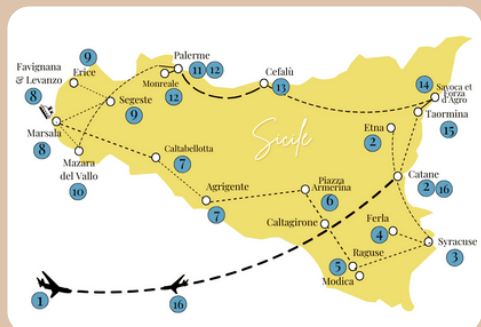 9
Favignana
& Levanzo
Erice
8
Palerme
11 12
Monreale
12
Cefalù
13
14
Savoca et
Forza
d'Agro
Segeste
9
Taormina
15
Marsala
8
Etna
2
Sicile
Mazara
del Vallo
10
Caltabellotta
7
Catane
2 16
Agrigente
7
Piazza
Armerina
6
Caltagirone
Ferla
4
Syracuse
3
Raguse
5
Modica
1
16